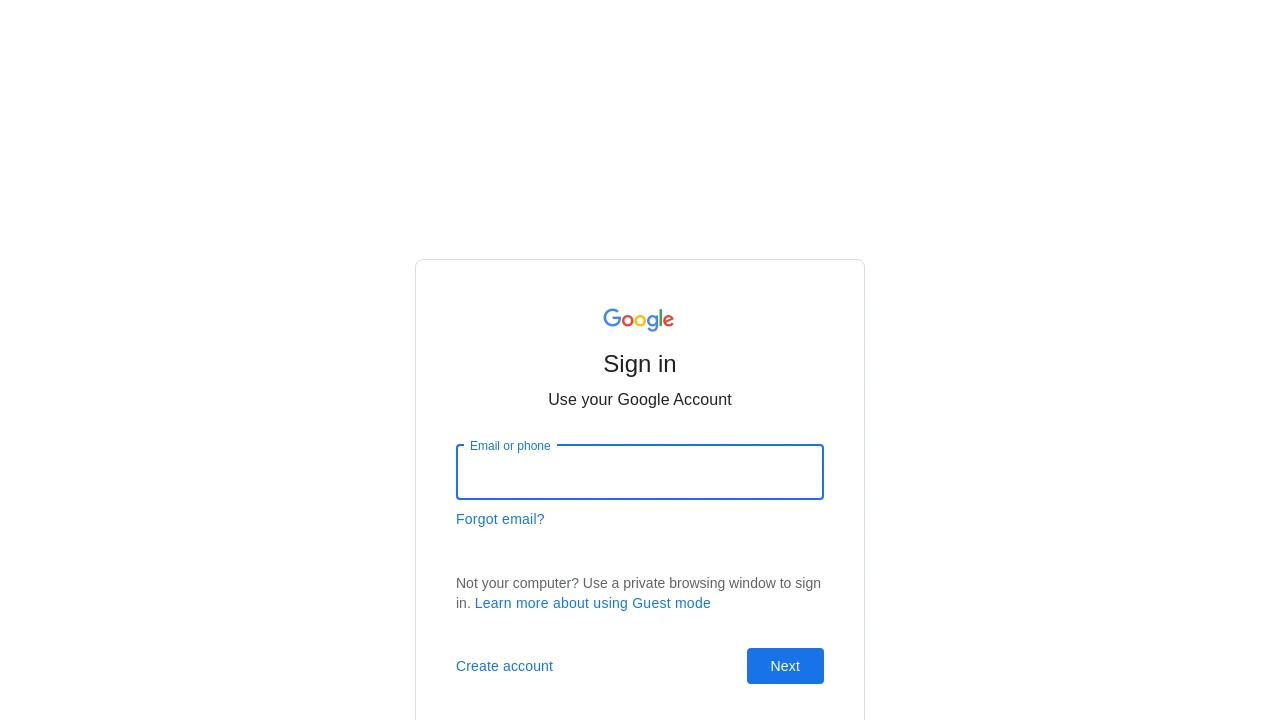 Google
Sign in
Use your Google Account
Email or phone
Forgot email?
Not your computer? Use a private browsing window to sign
in. Learn more about using Guest mode
Create account
Next